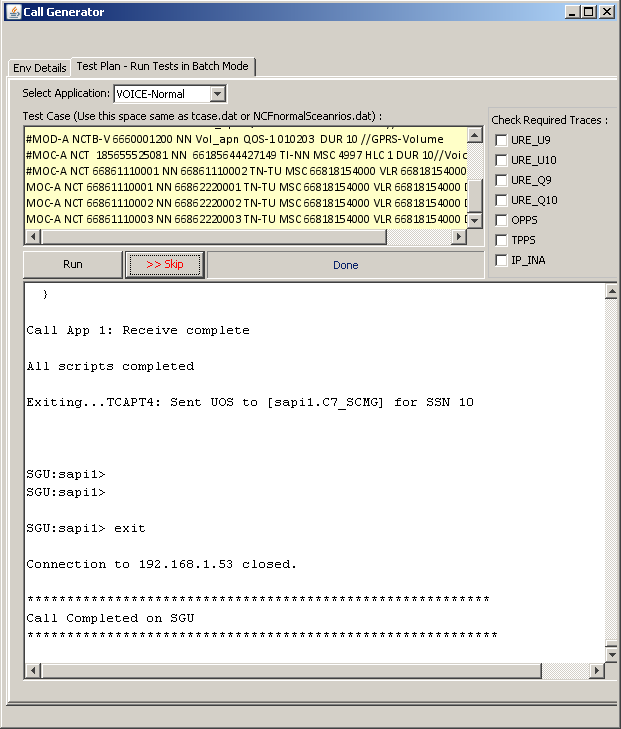 Call Generator
Env Details
Test Plan - Run Tests in Batch Mode
Select Application:
VOICE-Normal
Test Case (Use this space same as tcase.dat or NCFnormalSceanrios.dat) :
#MOD-A NCTB-V 6660001200 NN Vol_apn QOS-1 010203 DUR 10 //GPRS-Volume
#MOC-A NCT 185655525081 NN 66185644427149 TI-NN MSC 4997 HLC 1 DUR 10//Voic
#MOC-A NCT 66861110001 NN 66861110002 TN-TU MSC 66818154000 VLR 668181540000
MOC-A NCT 66861110001 NN 66862220001 TN-TU MSC 66818154000 VLR 66818154000 D
MOC-A NCT 66861110002 NN 66862220002 TN-TU MSC 66818154000 VLR 66818154000 D
MOC-A NCT 66861110003 NN 66862220003 TN-TU MSC 66818154000 VLR 66818154000 D
Check Required Traces :
URE_U9
URE_U10
URE_Q9
URE_Q10
OPPS
TPPS
IP_INA
Run
>> Skip
Done
}
Call App 1: Receive complete
All scripts completed
Exiting...TCAPT4: Sent UOS to [sapi1.C7_SCMG] for SSN 10
SGU:sapi1>
SGU:sapi1>
SGU:sapi1> exit
Connection to 192.168.1.53 closed.
**********************************************************
Call Completed on SGU
***********************************************************